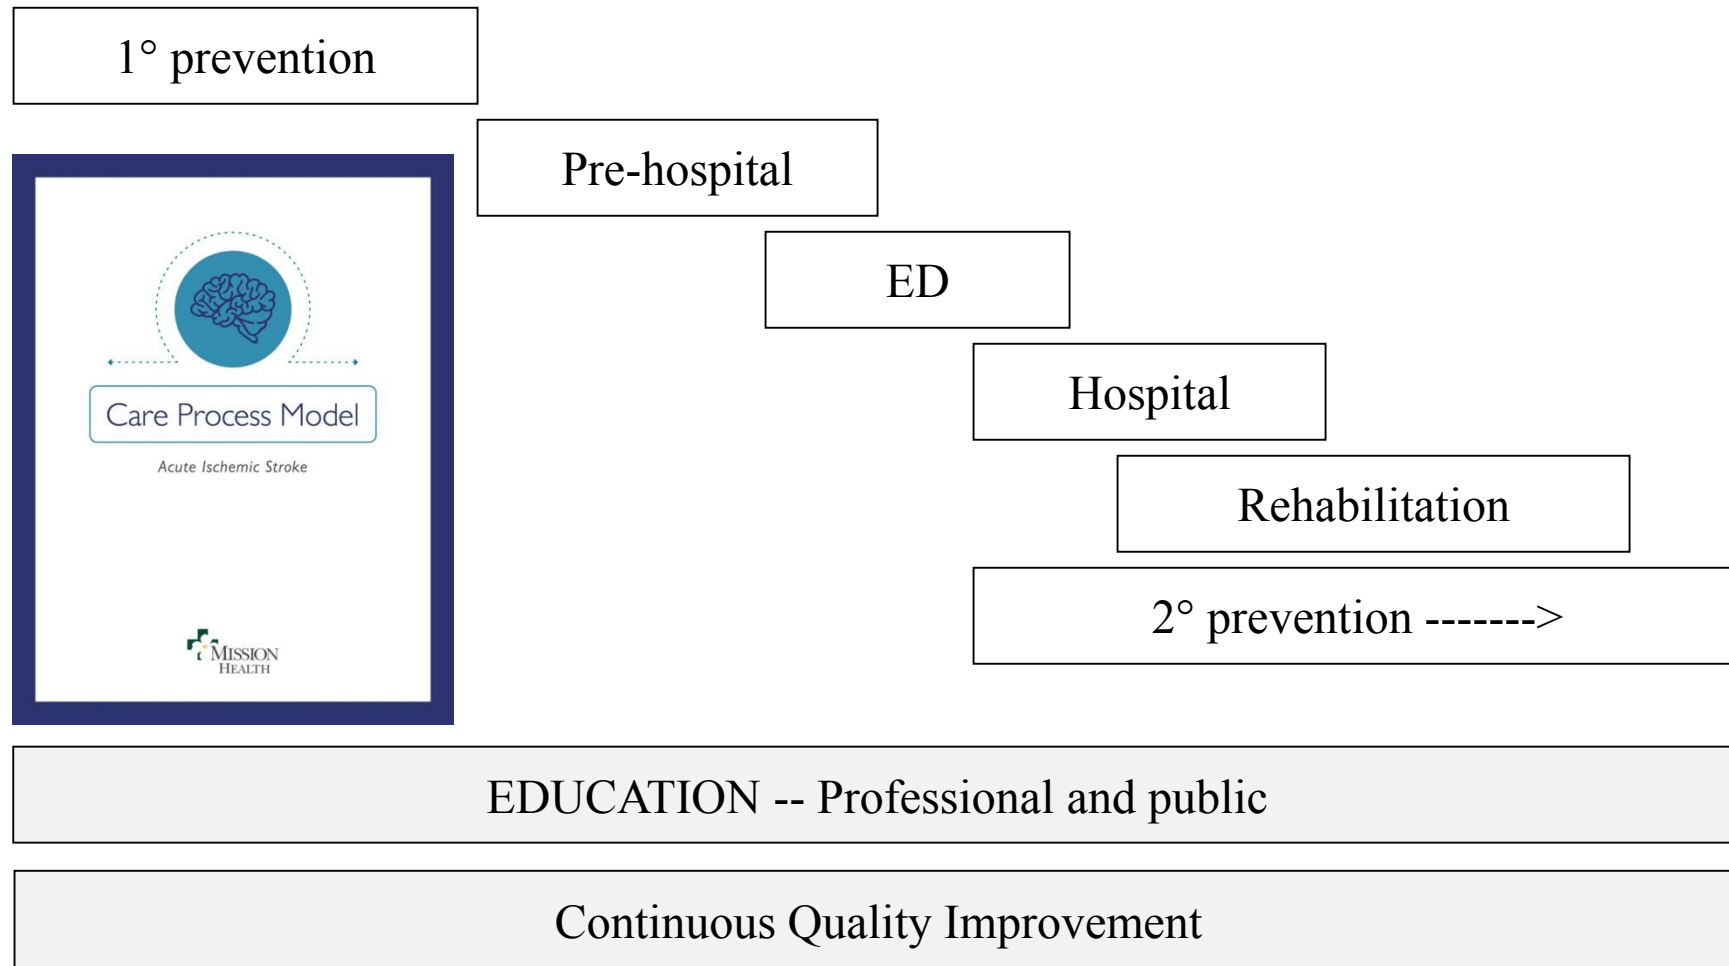 1° prevention
Pre-hospital
ED
Hospital
Rehabilitation
2° prevention ------->
Care Process Model
Acute Ischemic Stroke
MISSION
HEALTH
EDUCATION -- Professional and public
Continuous Quality Improvement